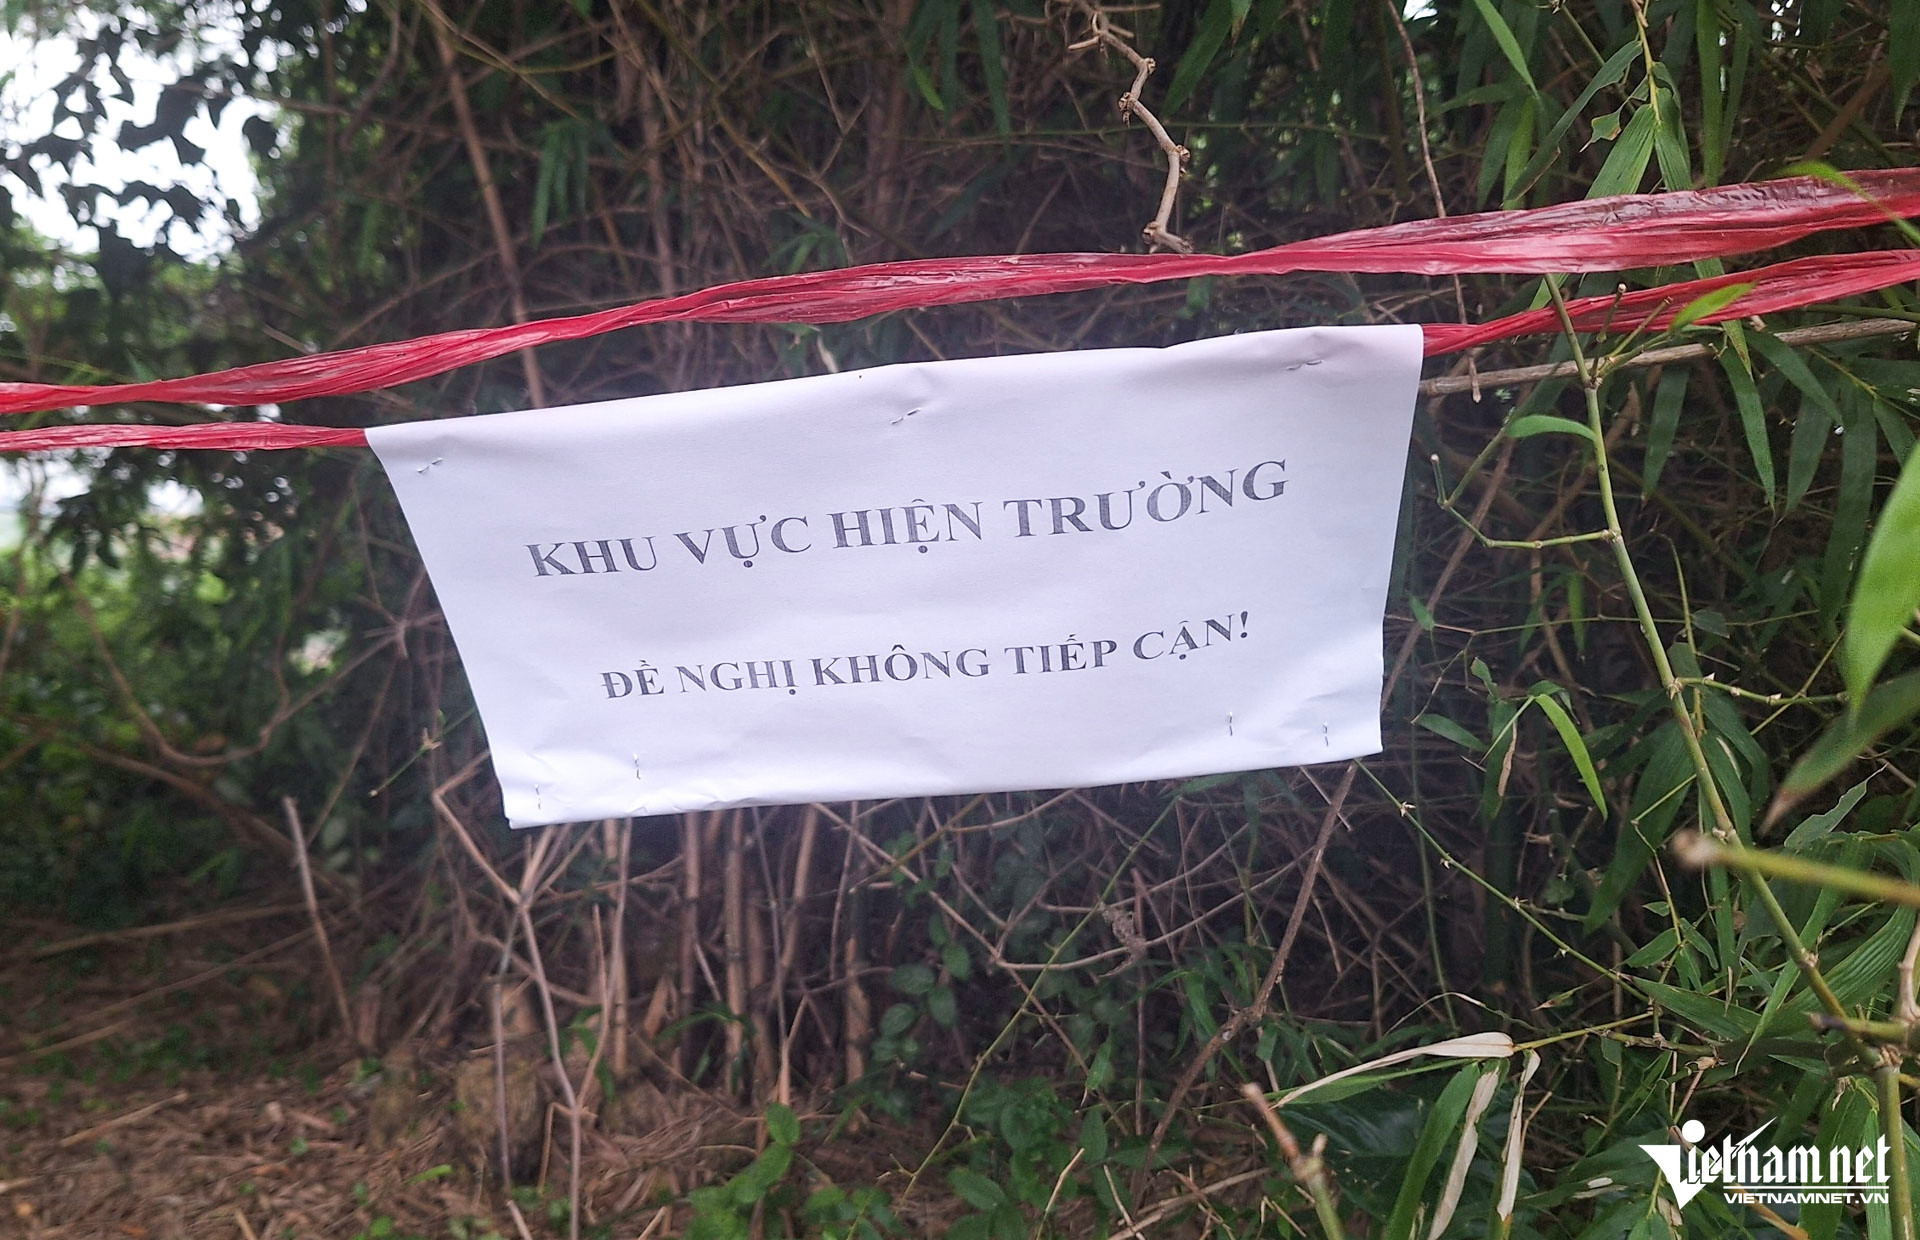 KHU VỰC HIỆN TRƯỜNG
ĐỀ NGHỊ KHÔNG TIẾP CẬN!
Vietnamnet
VIETNAMNET.VN